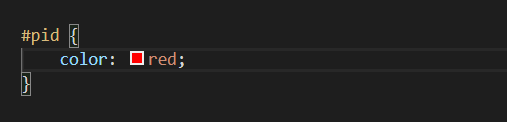 #pid {
    color: red;
}